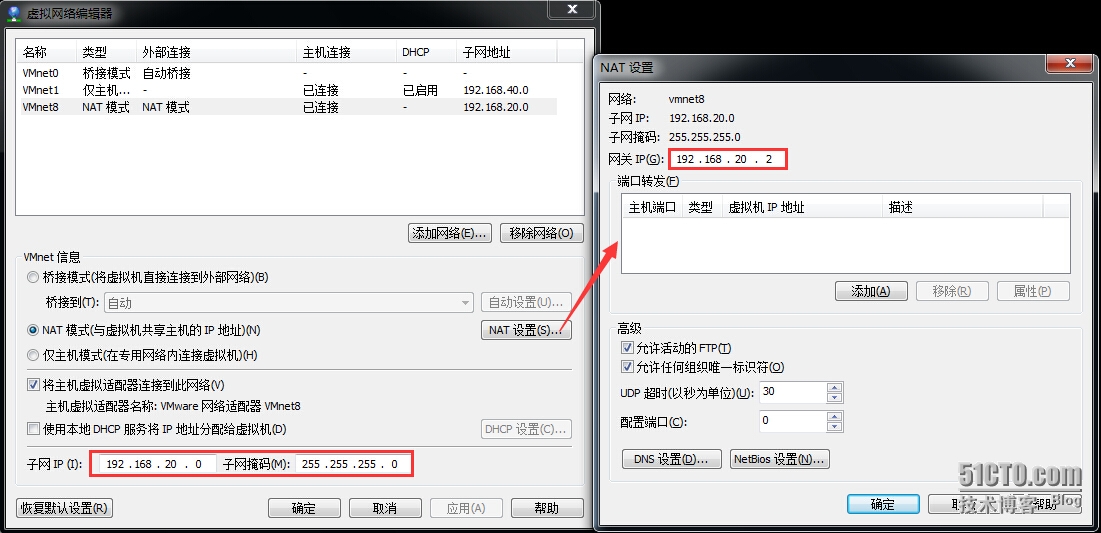 虚拟网络编辑器
名称 类型 外部连接 主机连接 DHCP 子网地址
VMnet0 桥接模式 自动桥接 - - -
VMnet1 仅主机... - 已连接 已启用 192.168.40.0
VMnet8 NAT 模式 NAT 模式 已连接 - 192.168.20.0
添加网络(E)... 移除网络(O)
VMnet 信息
桥接模式(将虚拟机直接连接到外部网络)(B)
桥接到(T): 自动 自动设置(U)...
NAT 模式(与虚拟机共享主机的 IP 地址)(N) NAT 设置(S)...
仅主机模式(在专用网络内连接虚拟机)(H)
将主机虚拟适配器连接到此网络(V)
主机虚拟适配器名称: VMware 网络适配器 VMnet8
使用本地 DHCP 服务将 IP 地址分配给虚拟机(D) DHCP 设置(C)...
子网 IP (I): 192 . 168 . 20 . 0 子网掩码(M): 255 . 255 . 255 . 0
恢复默认设置(R) 确定 取消 应用(A) 帮助
NAT 设置
网络: vmnet8
子网 IP: 192.168.20.0
子网掩码: 255.255.255.0
网关 IP(G): 192 . 168 . 20 . 2
端口转发(F)
主机端口 类型 虚拟机 IP 地址 描述
添加(A) 移除(R) 属性(P)
高级
允许活动的 FTP(T)
允许任何组织唯一标识符(O)
UDP 超时(以秒为单位)(U): 30
配置端口(C): 0
DNS 设置(D)... NetBios 设置(N)...
确定 取 帮助
51CTO.com
技术博客 Blog